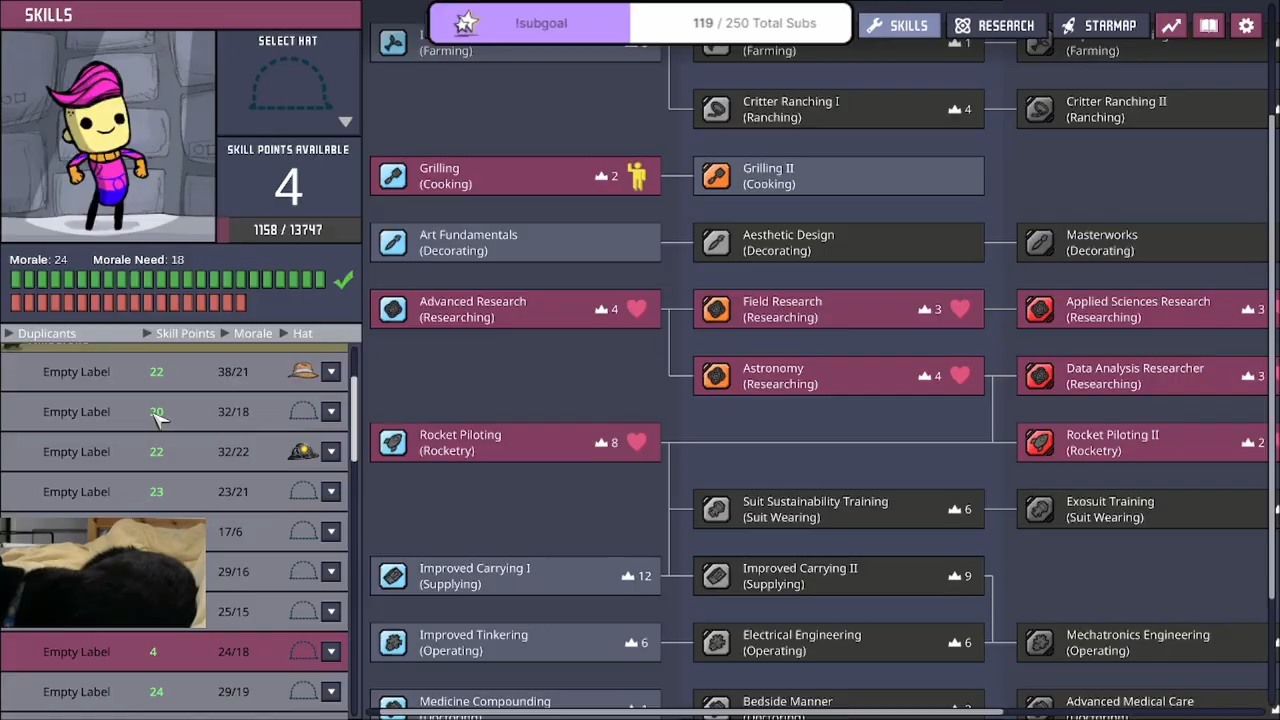 SKILLS
!subgoal
119 / 250 Total Subs
SKILLS
RESEARCH
STARMAP
SELECT HAT
SKILL POINTS AVAILABLE
4
1158 / 13747
Morale: 24
Morale Need: 18
Duplicants
Skill Points
Morale
Hat
Empty Label 22 38/21
Empty Label 20 32/18
Empty Label 22 32/22
Empty Label 23 23/21
17/6
29/16
25/15
Empty Label 4 24/18
Empty Label 24 29/19
(Farming)
(Farming)
1
(Farming)
Critter Ranching I
(Ranching)
4
Critter Ranching II
(Ranching)
Grilling
(Cooking)
2
Grilling II
(Cooking)
Art Fundamentals
(Decorating)
Aesthetic Design
(Decorating)
Masterworks
(Decorating)
Advanced Research
(Researching)
4
Field Research
(Researching)
3
Applied Sciences Research
(Researching)
3
Astronomy
(Researching)
4
Data Analysis Researcher
(Researching)
3
Rocket Piloting
(Rocketry)
8
Rocket Piloting II
(Rocketry)
2
Suit Sustainability Training
(Suit Wearing)
6
Exosuit Training
(Suit Wearing)
Improved Carrying I
(Supplying)
12
Improved Carrying II
(Supplying)
9
Improved Tinkering
(Operating)
6
Electrical Engineering
(Operating)
6
Mechatronics Engineering
(Operating)
Medicine Compounding
Bedside Manner
Advanced Medical Care